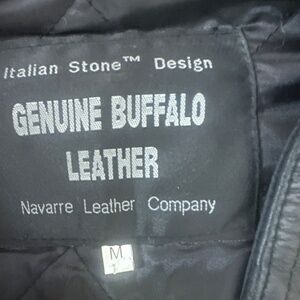 Italian Stone™ Design
GENUINE BUFFALO
LEATHER
Navarre Leather Company
M